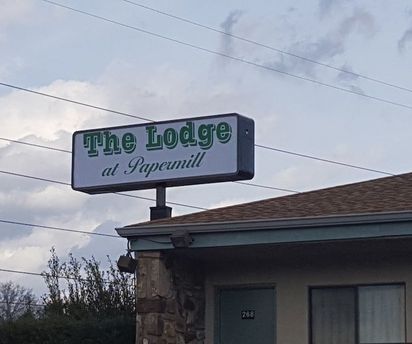 The Lodge
at Papermill
268